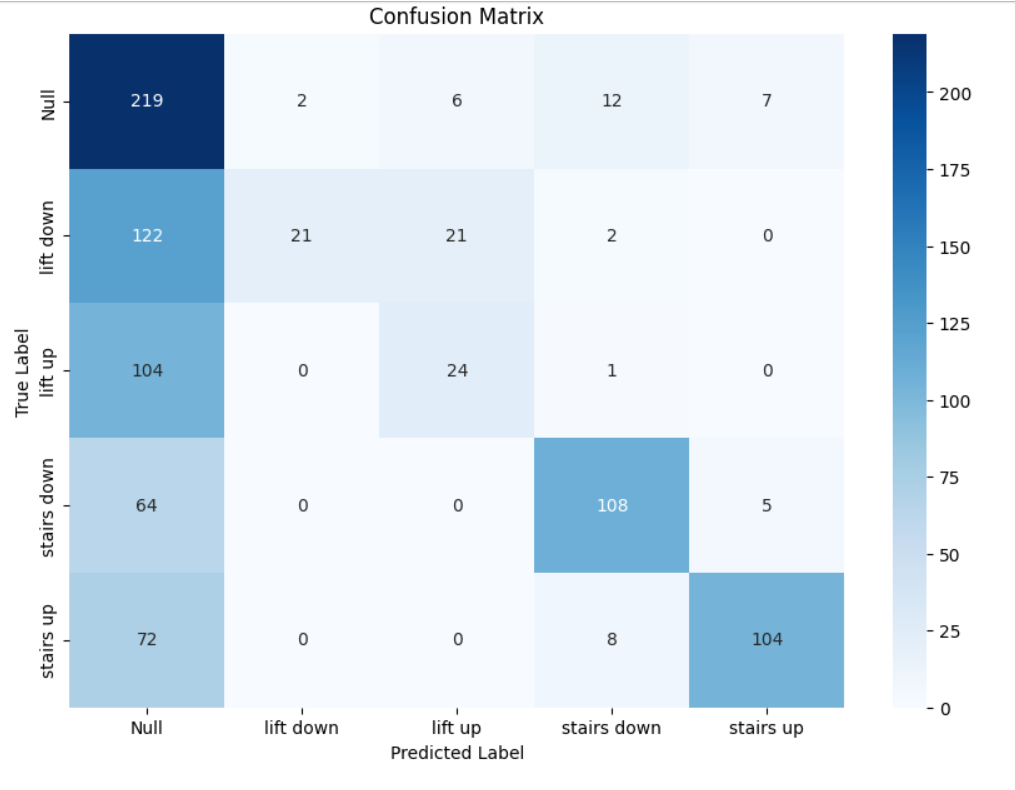 Confusion Matrix
Null 219 2 6 12 7
lift down 122 21 21 2 0
lift up 104 0 24 1 0
stairs down 64 0 0 108 5
stairs up 72 0 0 8 104
True Label
Null lift down lift up stairs down stairs up
Predicted Label
200
175
150
125
100
75
50
25
0